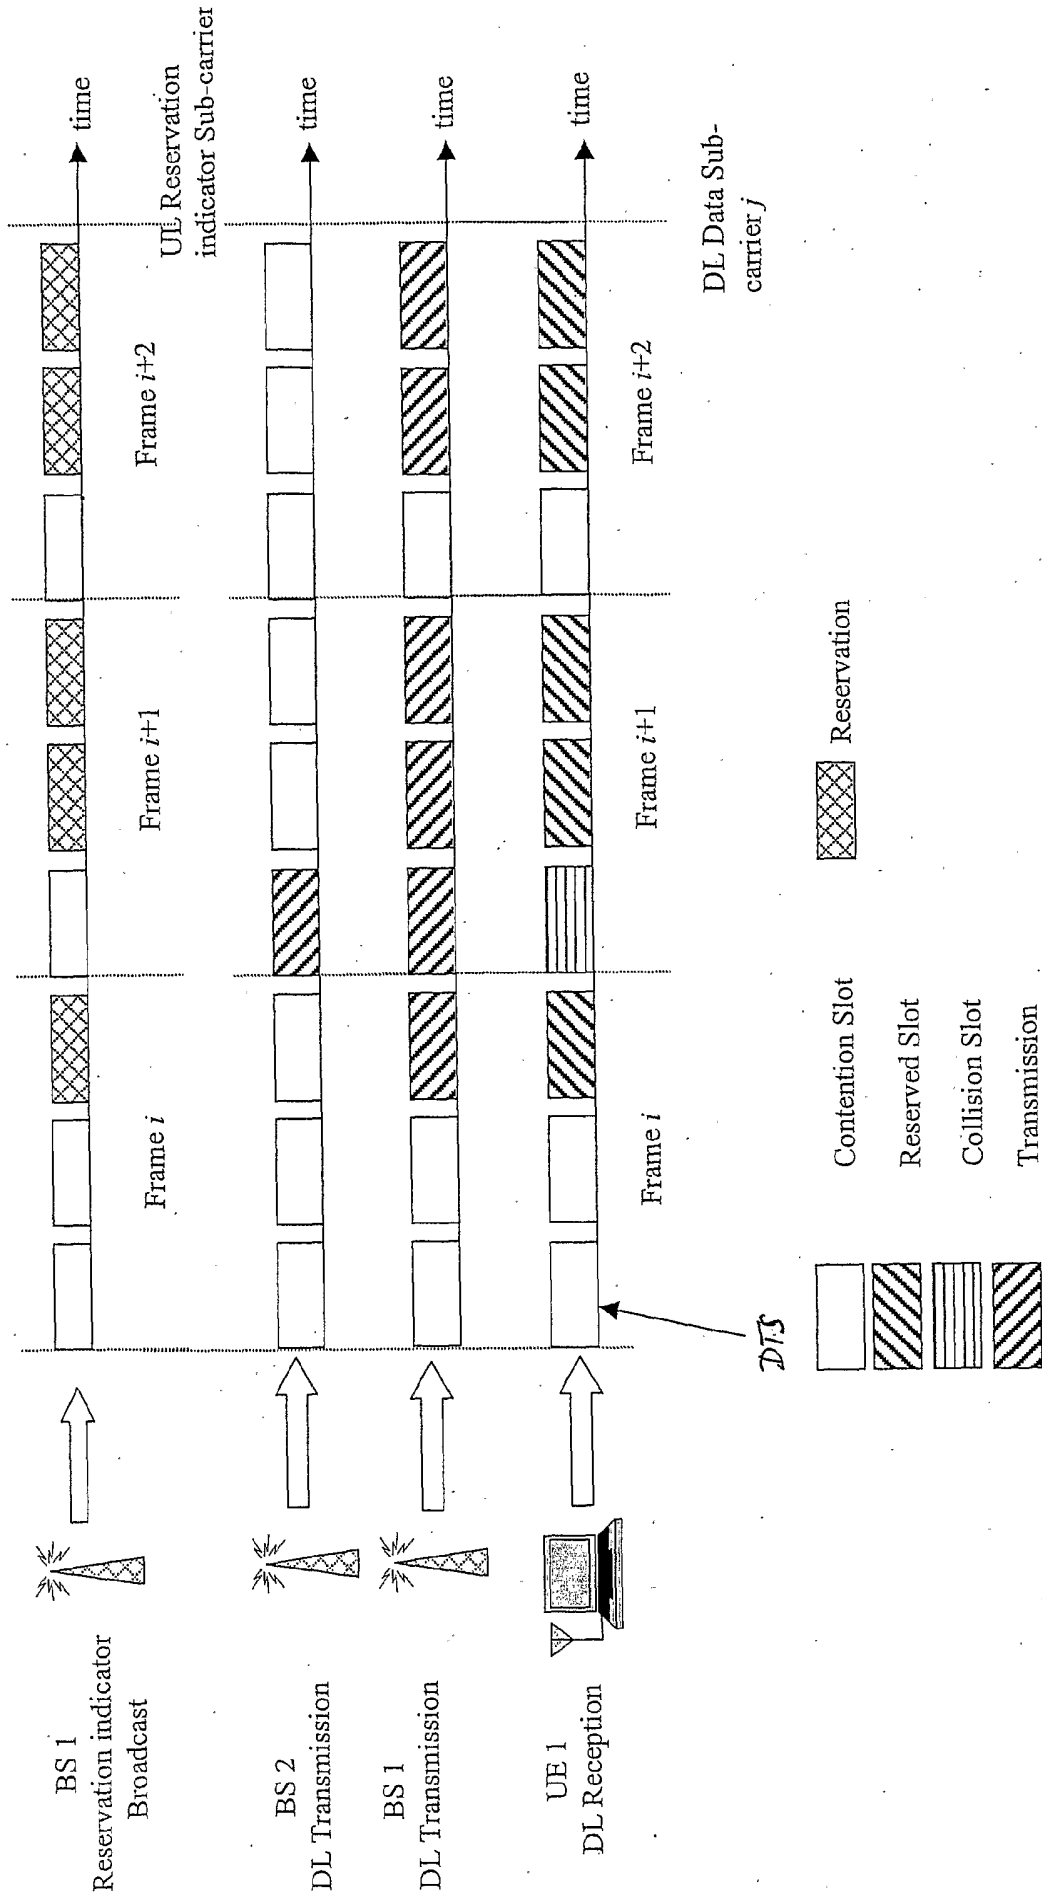 BS 1
Reservation indicator
Broadcast
time
UL Reservation
indicator Sub-carrier
Frame i
Frame i+1
Frame i+2
BS 2
DL Transmission
time
BS 1
DL Transmission
time
UE 1
DL Reception
time
Frame i
Frame i+1
Frame i+2
DL Data Sub-
carrier j
DTS
Contention Slot
Reserved Slot
Collision Slot
Transmission
Reservation